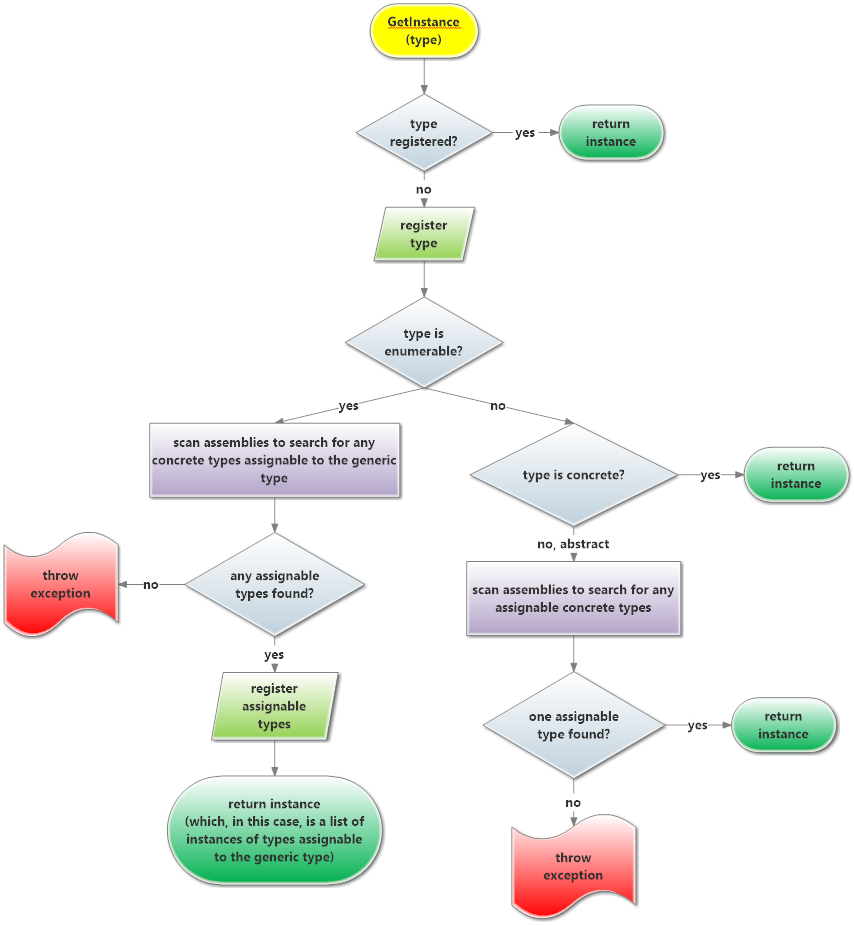 GetInstance
(type)
type
registered?
yes
return
instance
no
register
type
type is
enumerable?
yes
no
scan assemblies to search for any
concrete types assignable to the generic
type
type is concrete?
yes
return
instance
no, abstract
any assignable
types found?
no
throw
exception
scan assemblies to search for any
assignable concrete types
yes
register
assignable
types
one assignable
type found?
yes
return
instance
return instance
(which, in this case, is a list of
instances of types assignable
to the generic type)
no
throw
exception